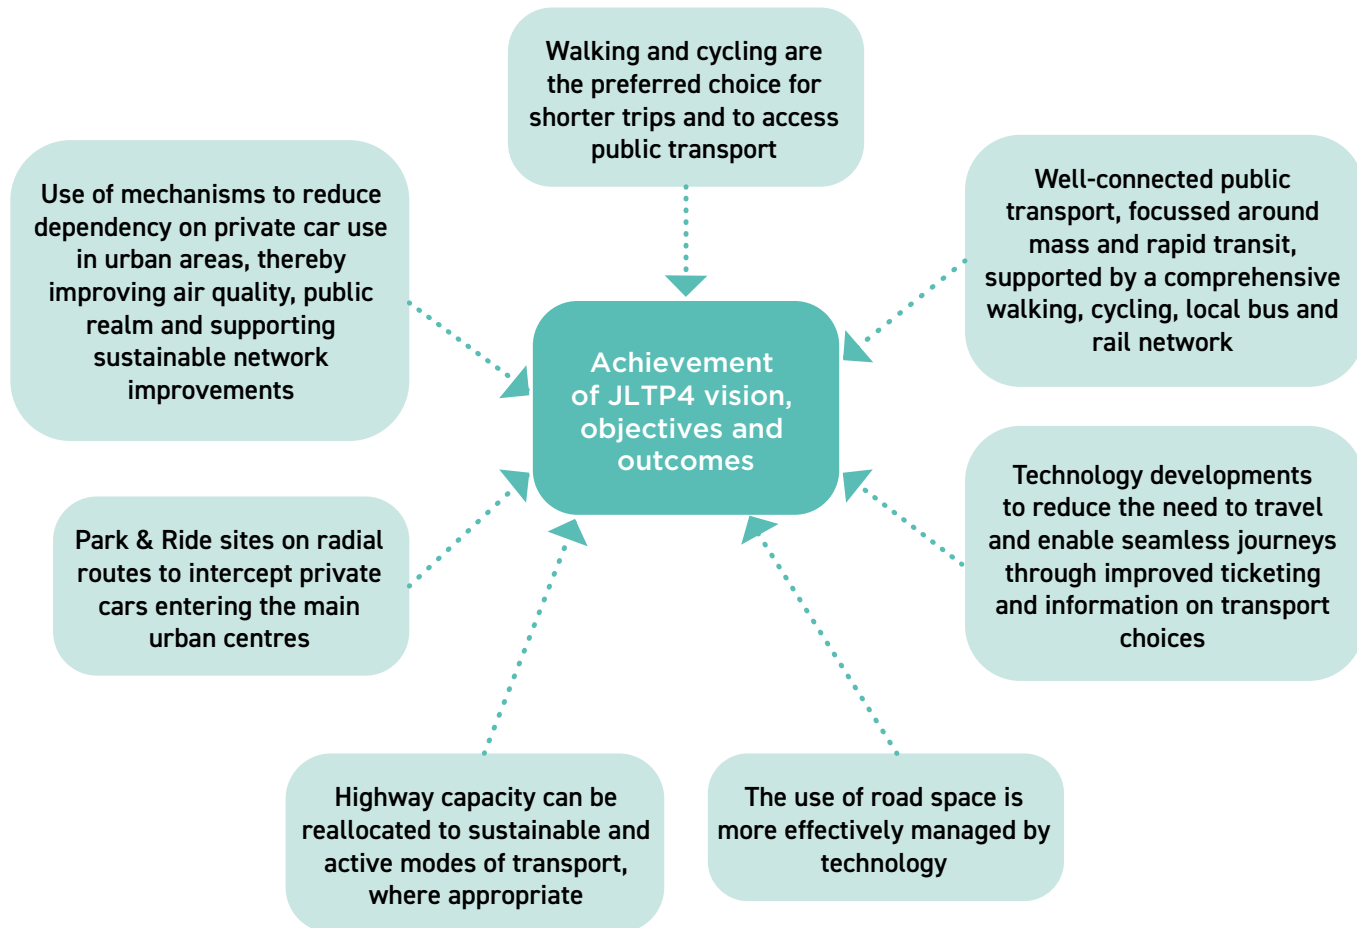 Walking and cycling are
the preferred choice for
shorter trips and to access
public transport
Use of mechanisms to reduce
dependency on private car use
in urban areas, thereby
improving air quality, public
realm and supporting
sustainable network
improvements
Well-connected public
transport, focussed around
mass and rapid transit,
supported by a comprehensive
walking, cycling, local bus and
rail network
Achievement
of JLTP4 vision,
objectives and
outcomes
Park & Ride sites on radial
routes to intercept private
cars entering the main
urban centres
Technology developments
to reduce the need to travel
and enable seamless journeys
through improved ticketing
and information on transport
choices
Highway capacity can be
reallocated to sustainable and
active modes of transport,
where appropriate
The use of road space is
more effectively managed by
technology